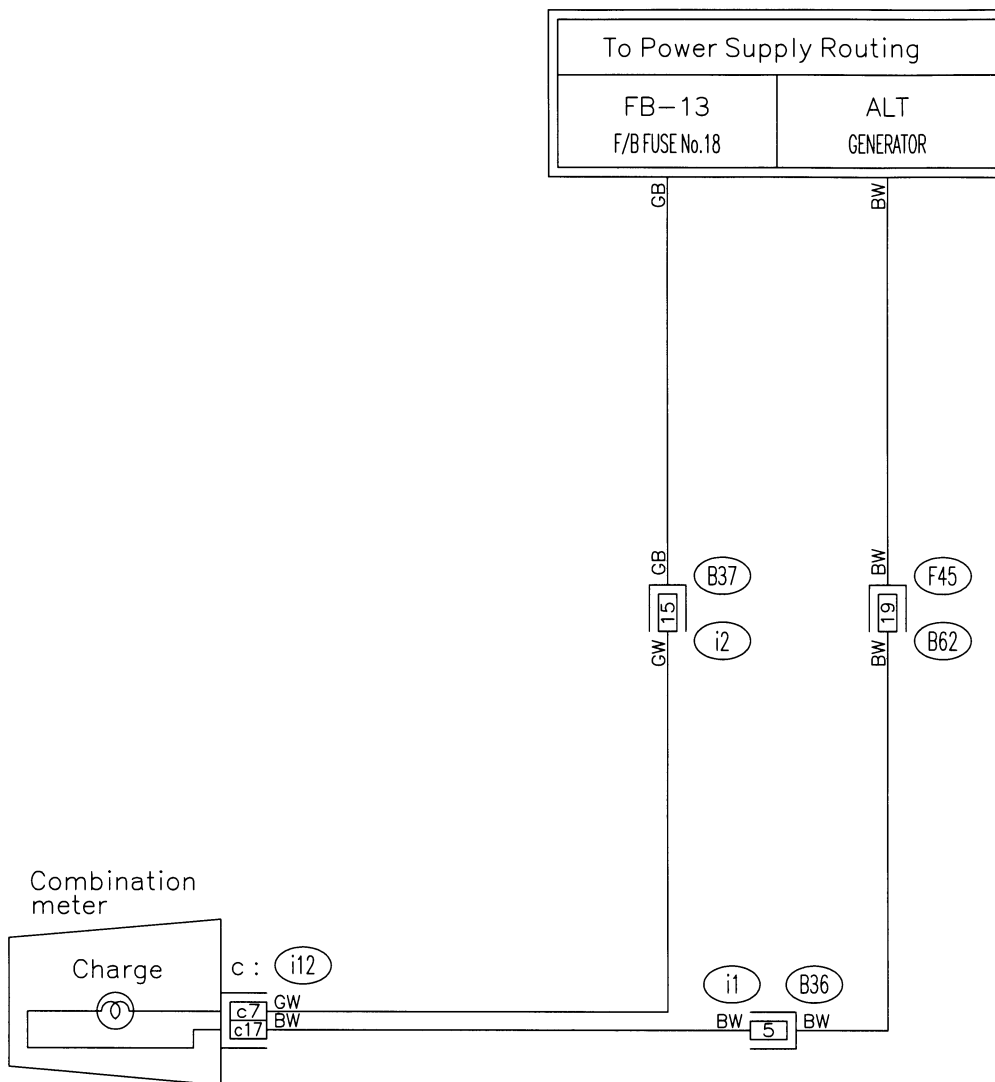 To Power Supply Routing
FB-13
F/B FUSE No.18
ALT
GENERATOR
GB
BW
GB
B37
BW
F45
15
19
GW
i2
BW
B62
Combination
meter
Charge
c : i12
c7 GW
c17 BW
i1
B36
BW 5 BW